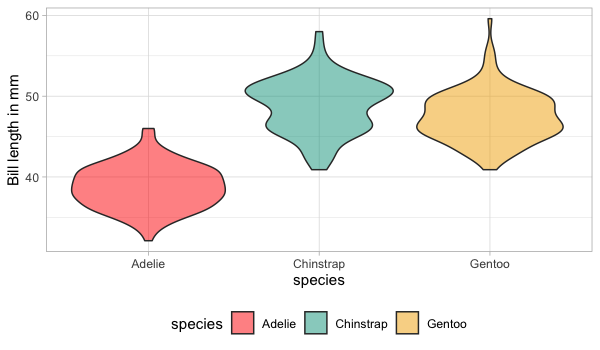 60
50
40
Bill length in mm
Adelie Chinstrap Gentoo
species
species Adelie Chinstrap Gentoo